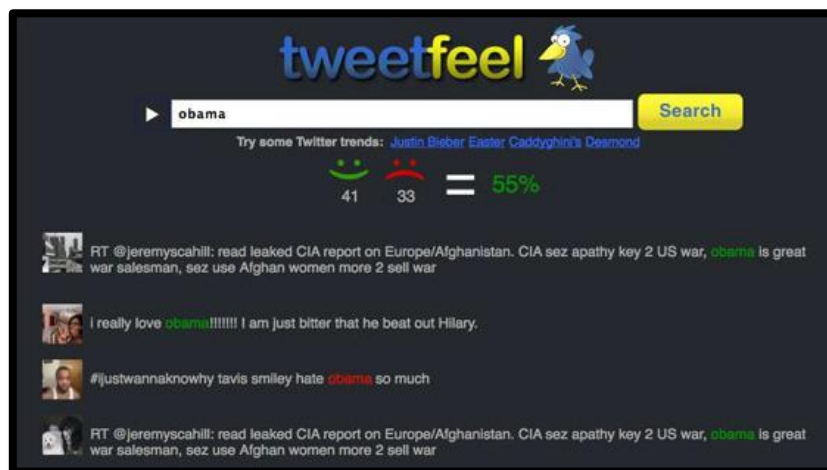 tweetfeel
obama
Search
Try some Twitter trends: Justin Bieber Easter Caddyghini's Desmond
41 33 = 55%
RT @jeremyscahill: read leaked CIA report on Europe/Afghanistan. CIA sez apathy key 2 US war, obama is great
war salesman, sez use Afghan women more 2 sell war
i really love obama!!!!!!! I am just bitter that he beat out Hilary.
#ijustwannaknowhy tavis smiley hate obama so much
RT @jeremyscahill: read leaked CIA report on Europe/Afghanistan. CIA sez apathy key 2 US war, obama is great
war salesman, sez use Afghan women more 2 sell war